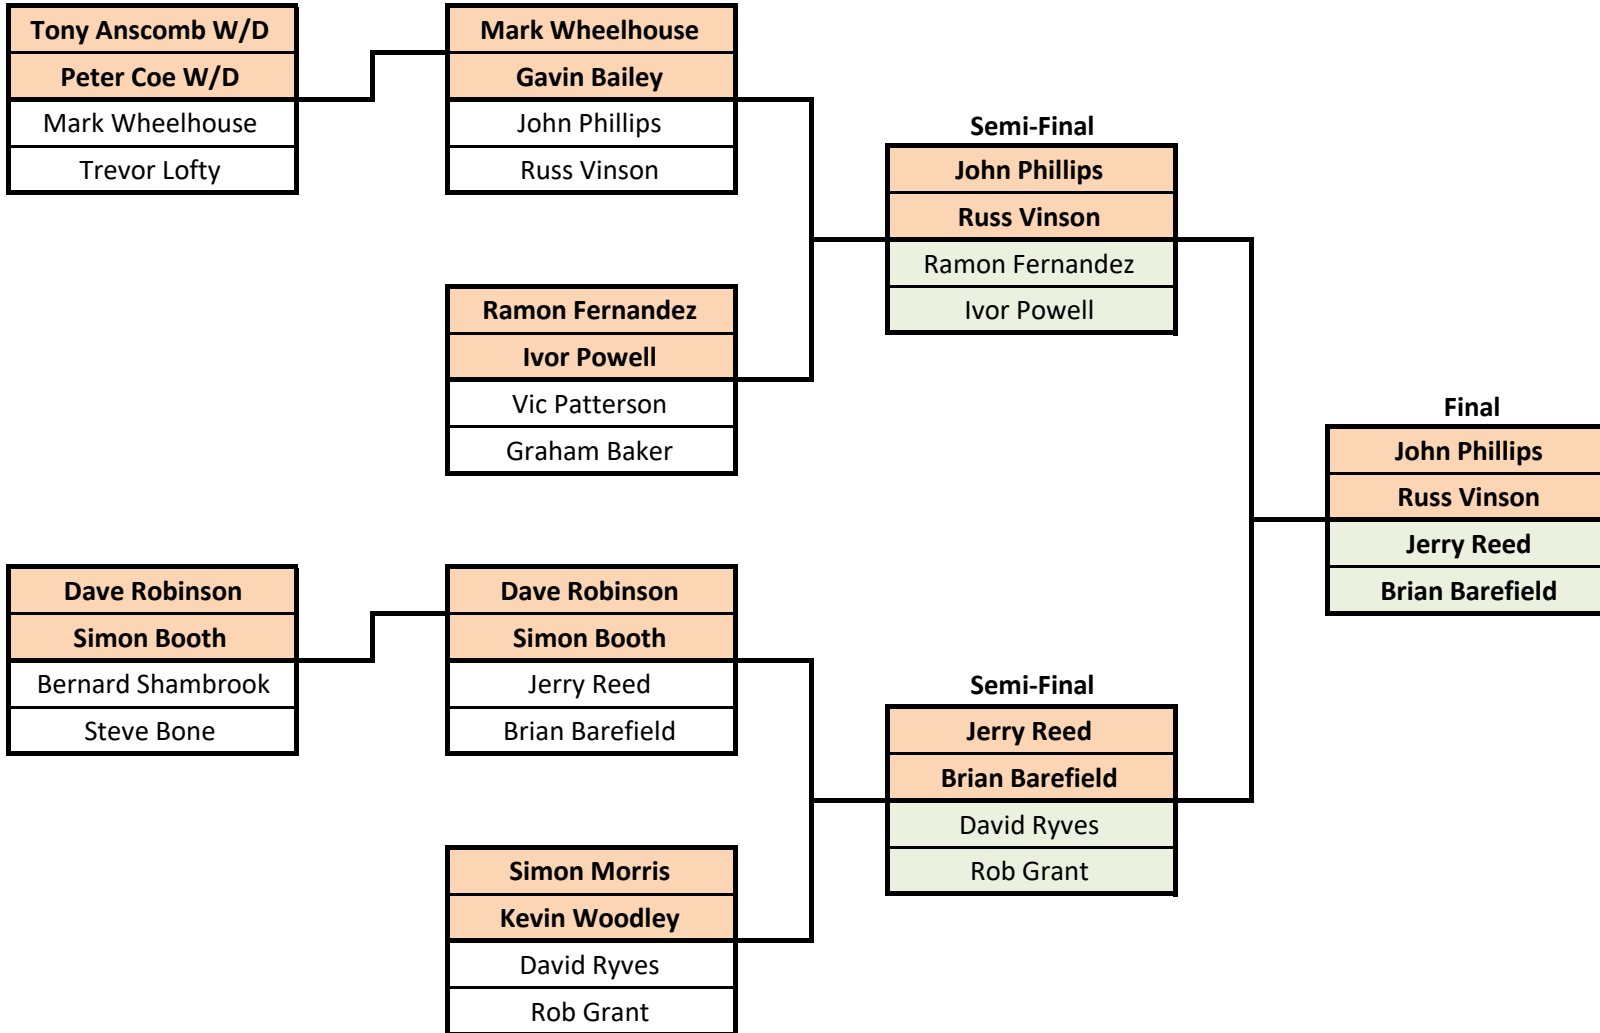 Tony Anscomb W/D
Peter Coe W/D
Mark Wheelhouse
Trevor Lofty
Mark Wheelhouse
Gavin Bailey
John Phillips
Russ Vinson
Ramon Fernandez
Ivor Powell
Vic Patterson
Graham Baker
Semi-Final
John Phillips
Russ Vinson
Ramon Fernandez
Ivor Powell
Dave Robinson
Simon Booth
Bernard Shambrook
Steve Bone
Dave Robinson
Simon Booth
Jerry Reed
Brian Barefield
Simon Morris
Kevin Woodley
David Ryves
Rob Grant
Semi-Final
Jerry Reed
Brian Barefield
David Ryves
Rob Grant
Final
John Phillips
Russ Vinson
Jerry Reed
Brian Barefield